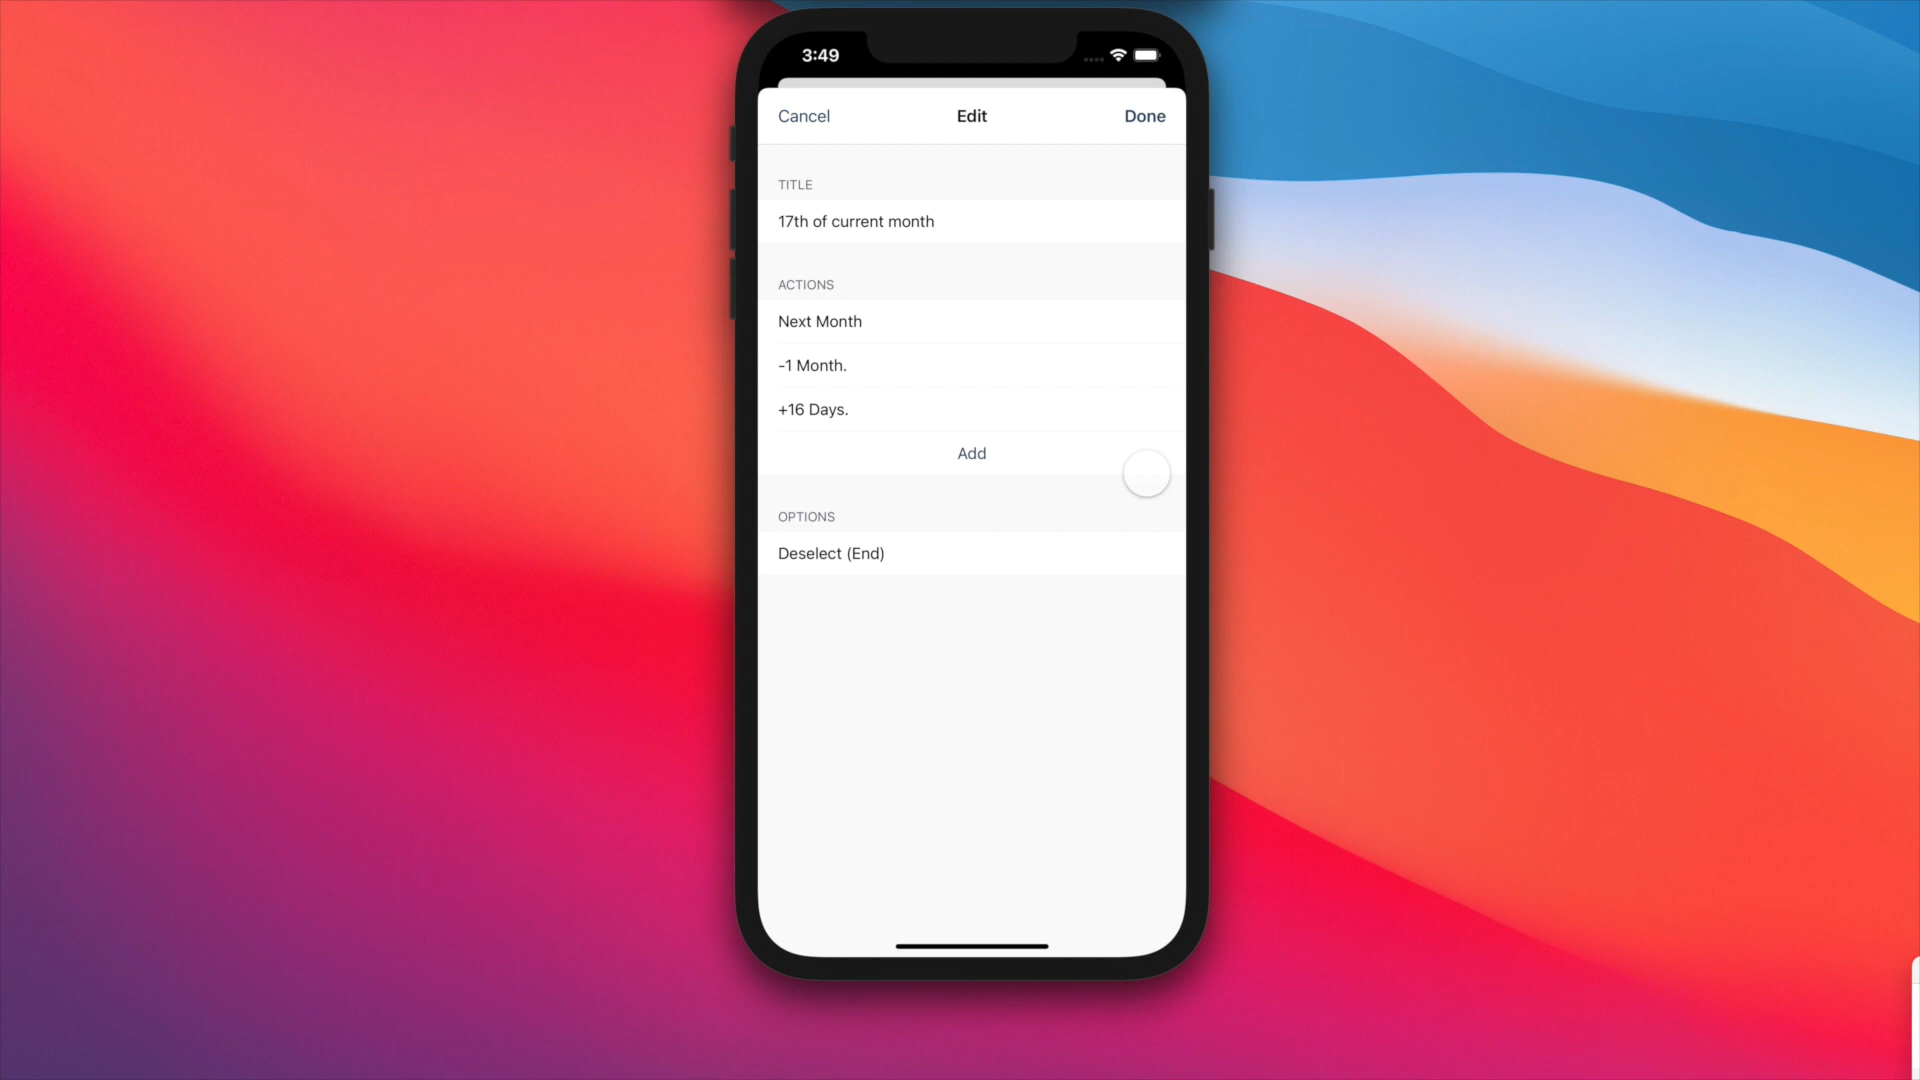 3:49
Cancel Edit Done
TITLE
17th of current month
ACTIONS
Next Month
-1 Month.
+16 Days.
Add
OPTIONS
Deselect (End)